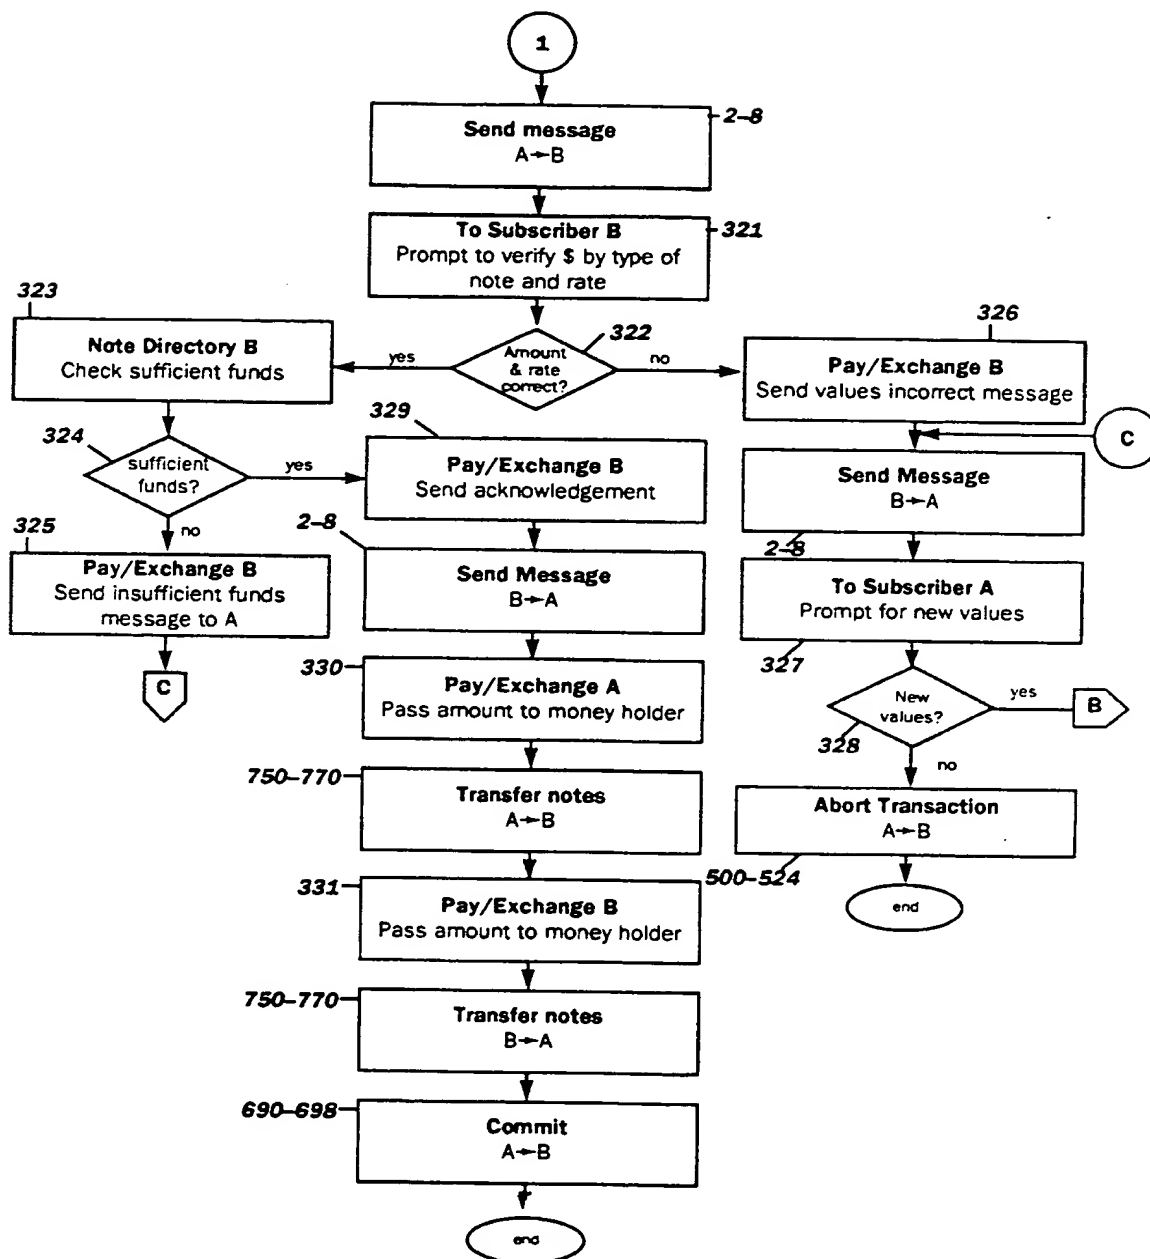 1
Send message
A→B
2–8
To Subscriber B
Prompt to verify $ by type of
note and rate
321
323
Note Directory B
Check sufficient funds
yes
Amount
& rate
correct?
322
no
326
Pay/Exchange B
Send values incorrect message
C
324
sufficient
funds?
yes
no
329
Pay/Exchange B
Send acknowledgement
Send Message
B→A
2–8
325
Pay/Exchange B
Send insufficient funds
message to A
C
2–8
Send Message
B→A
To Subscriber A
Prompt for new values
327
330
Pay/Exchange A
Pass amount to money holder
New
values?
328
yes
B
no
750–770
Transfer notes
A→B
Abort Transaction
A→B
500–524
end
331
Pay/Exchange B
Pass amount to money holder
750–770
Transfer notes
B→A
690–698
Commit
A→B
end